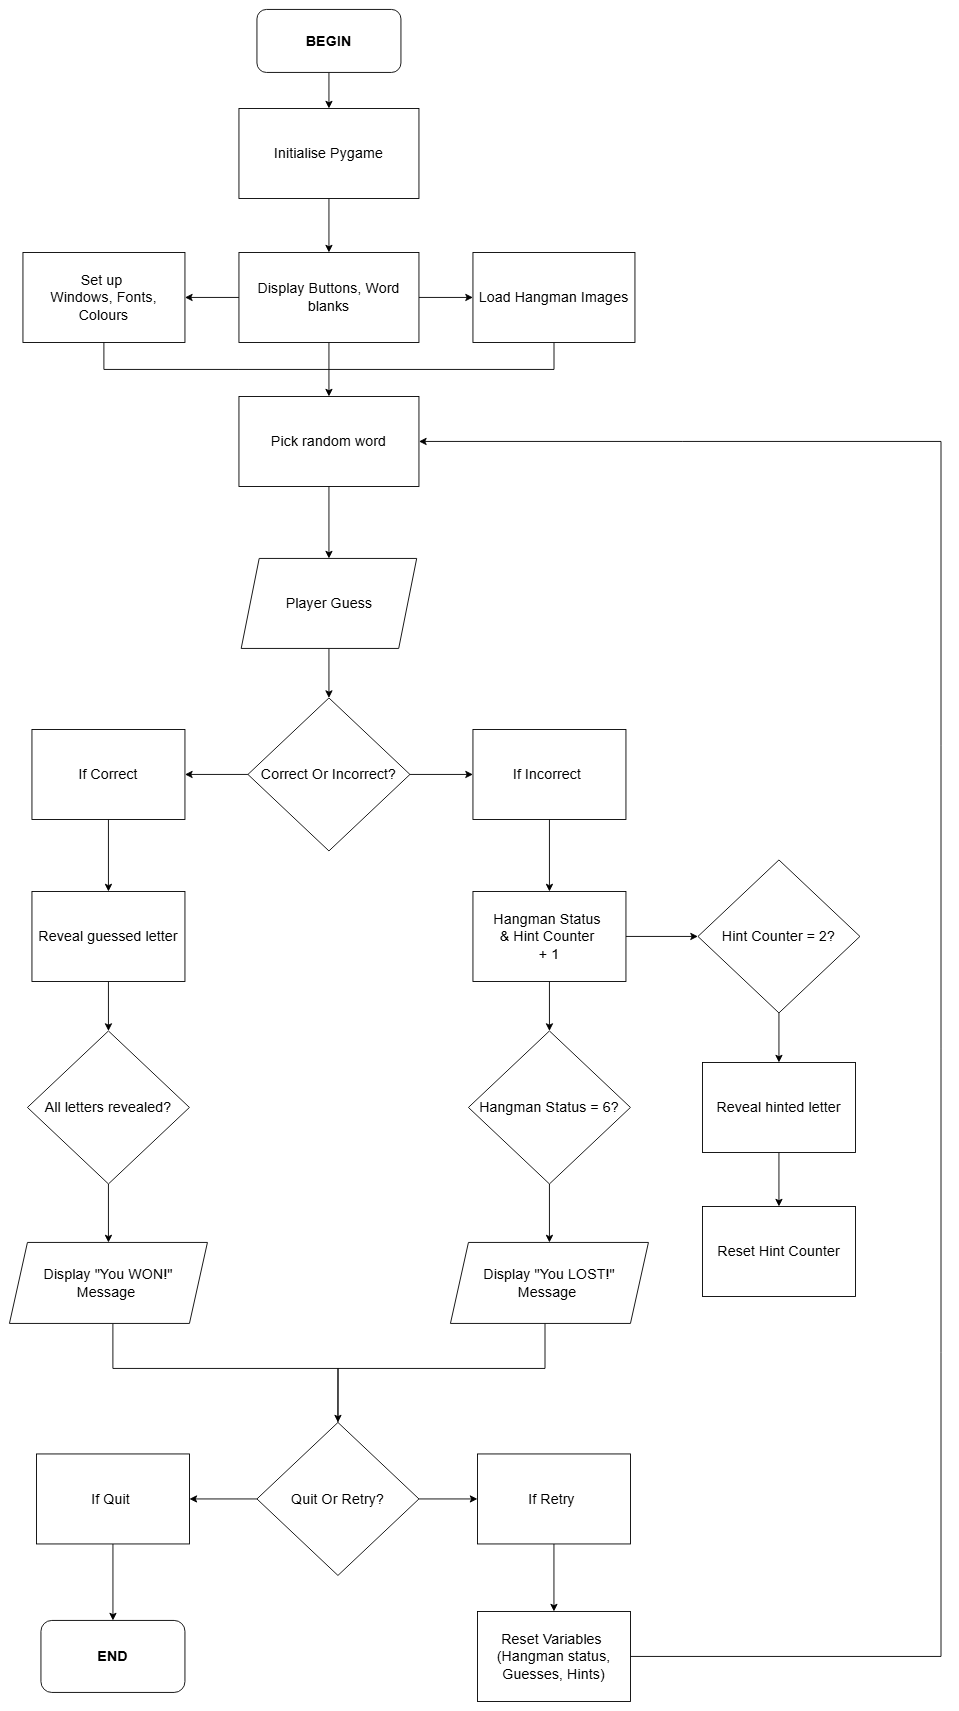 BEGIN
Initialise Pygame
Set up
Windows, Fonts,
Colours
Display Buttons, Word
blanks
Load Hangman Images
Pick random word
Player Guess
If Correct
Correct Or Incorrect?
If Incorrect
Reveal guessed letter
Hangman Status
& Hint Counter
+ 1
Hint Counter = 2?
All letters revealed?
Hangman Status = 6?
Reveal hinted letter
Display "You WON!"
Message
Display "You LOST!"
Message
Reset Hint Counter
If Quit
Quit Or Retry?
If Retry
END
Reset Variables
(Hangman status,
Guesses, Hints)